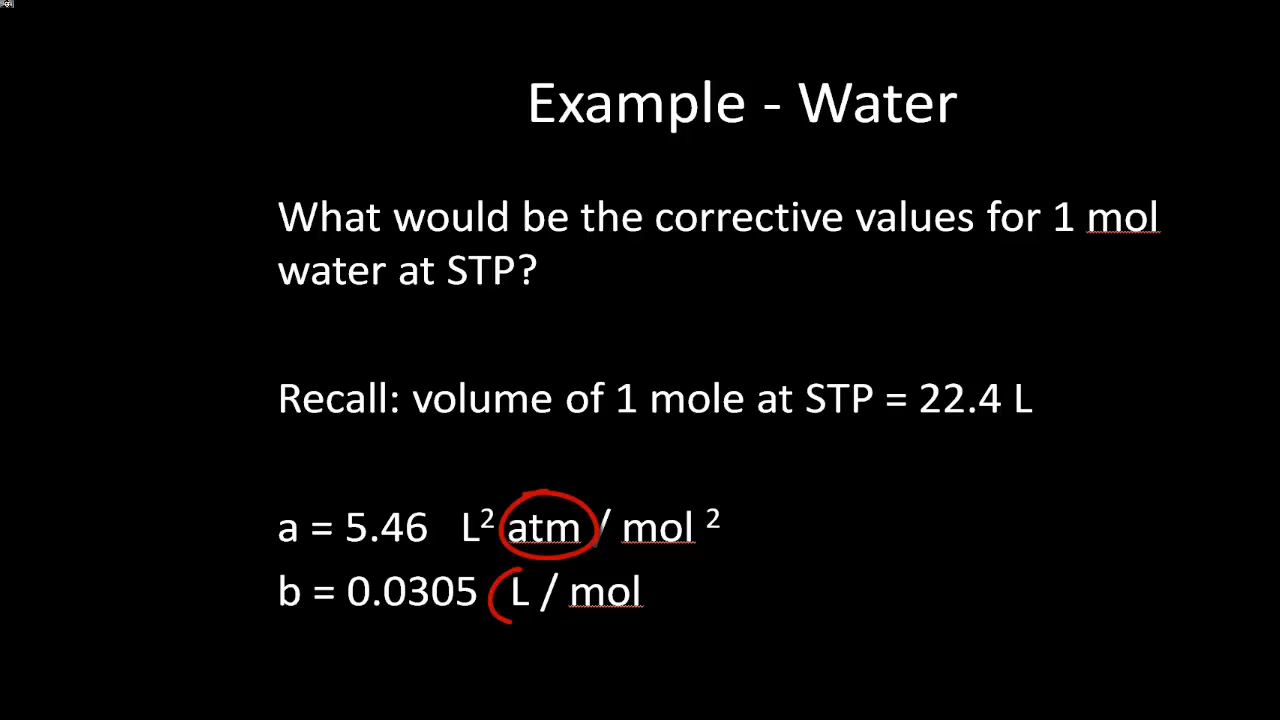 Example - Water
What would be the corrective values for 1 mol
water at STP?
Recall: volume of 1 mole at STP = 22.4 L
a = 5.46 L² atm / mol ²
b = 0.0305 L / mol